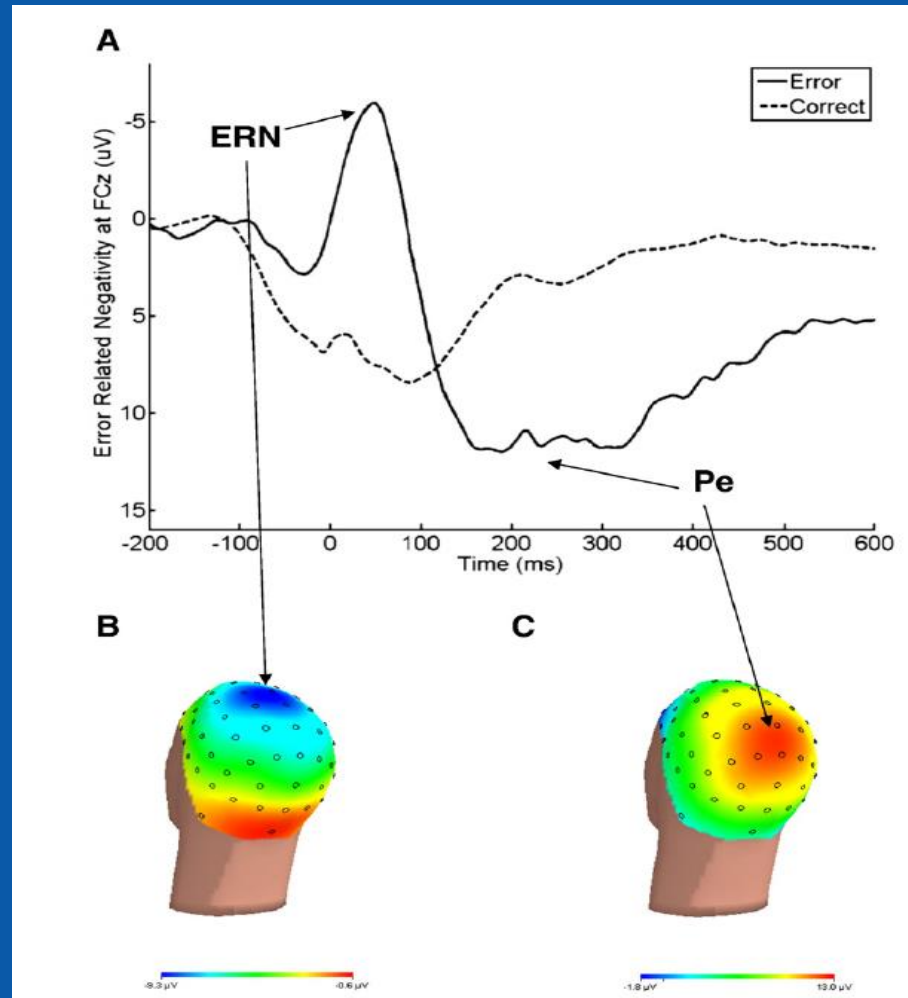 A
Error
Correct
ERN
Pe
Error Related Negativity at FCz (uV)
-5
0
5
10
15
-200 -100 0 100 200 300 400 500 600
Time (ms)
B
C
-9.3 µV -0.6 µV
-1.8 µV 13.0 µV